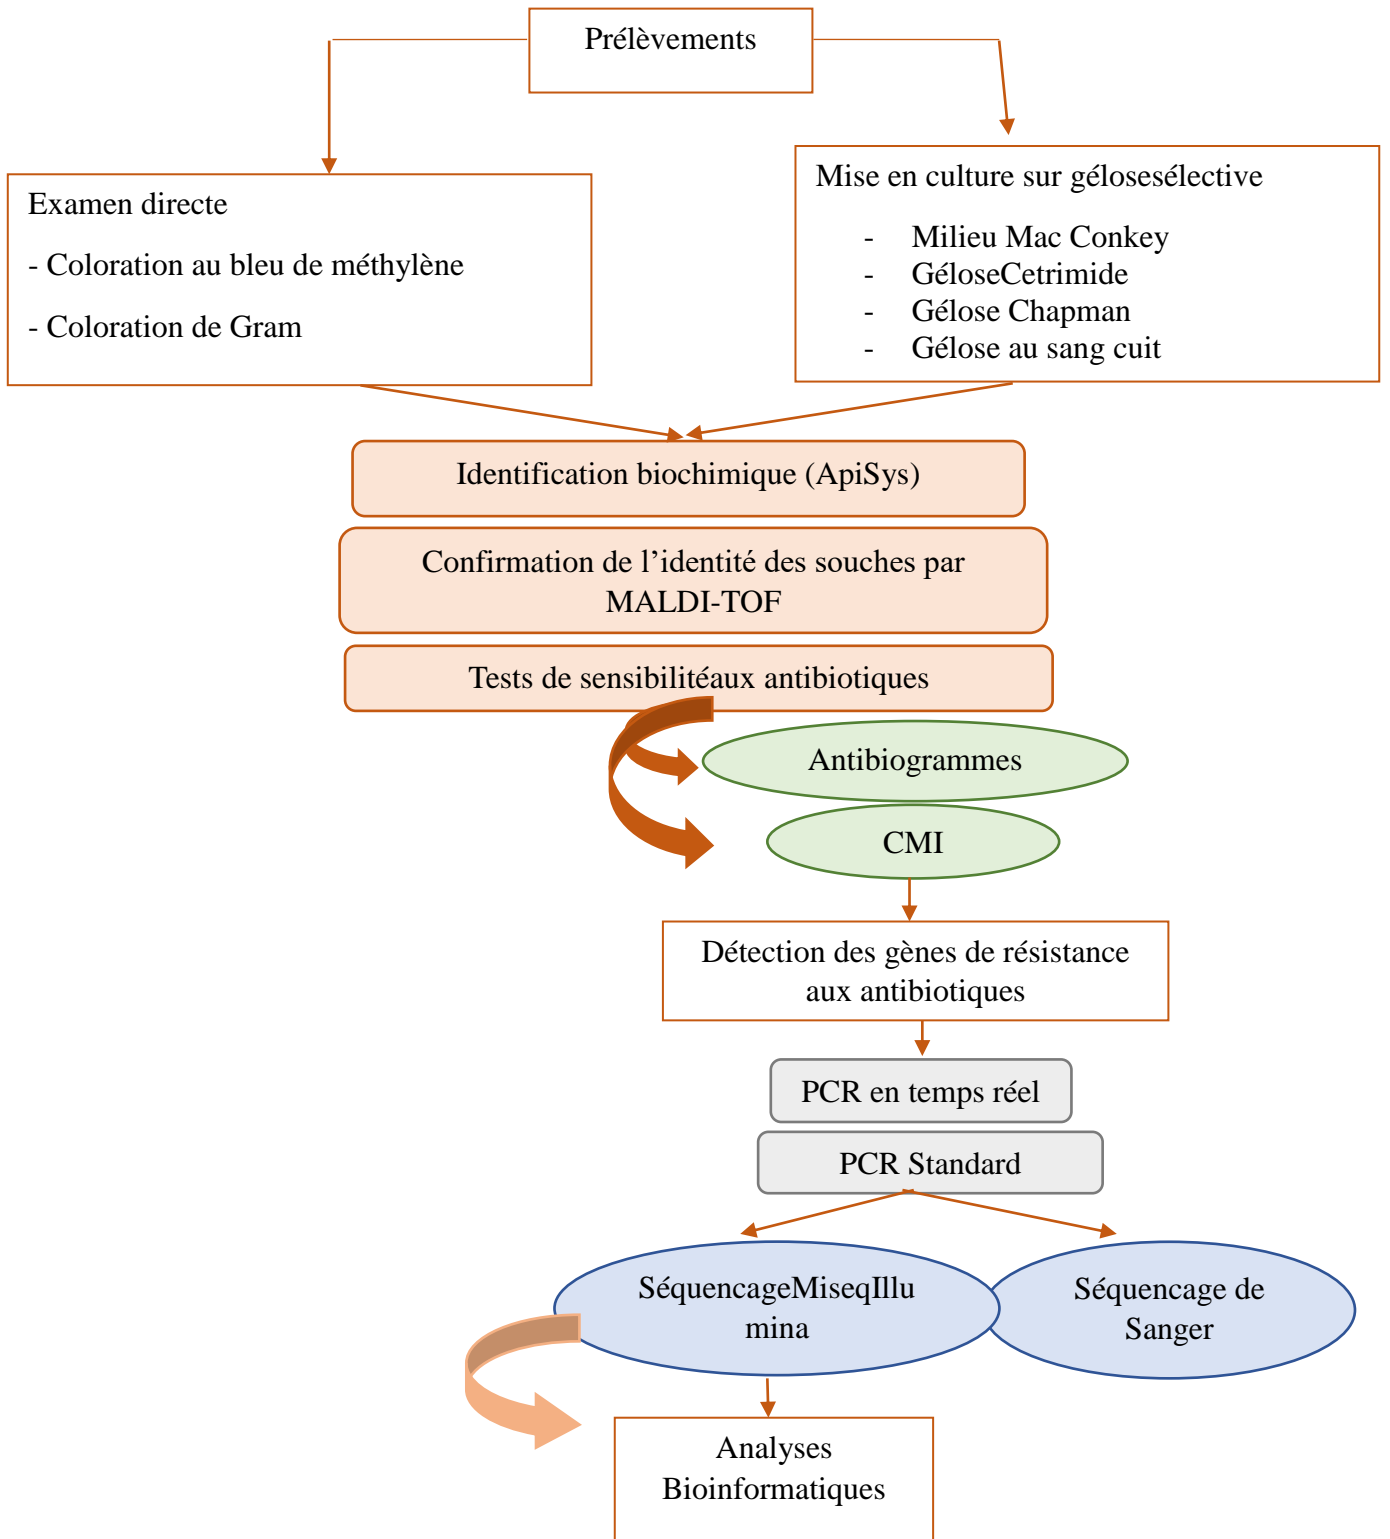 Prélèvements
Examen directe
- Coloration au bleu de méthylène
- Coloration de Gram
Mise en culture sur gélosesélective
- Milieu Mac Conkey
- GéloseCetrimide
- Gélose Chapman
- Gélose au sang cuit
Identification biochimique (ApiSys)
Confirmation de l’identité des souches par
MALDI-TOF
Tests de sensibilitéaux antibiotiques
Antibiogrammes
CMI
Détection des gènes de résistance
aux antibiotiques
PCR en temps réel
PCR Standard
SéquencageMiseqIllu
mina
Séquencage de
Sanger
Analyses
Bioinformatiques